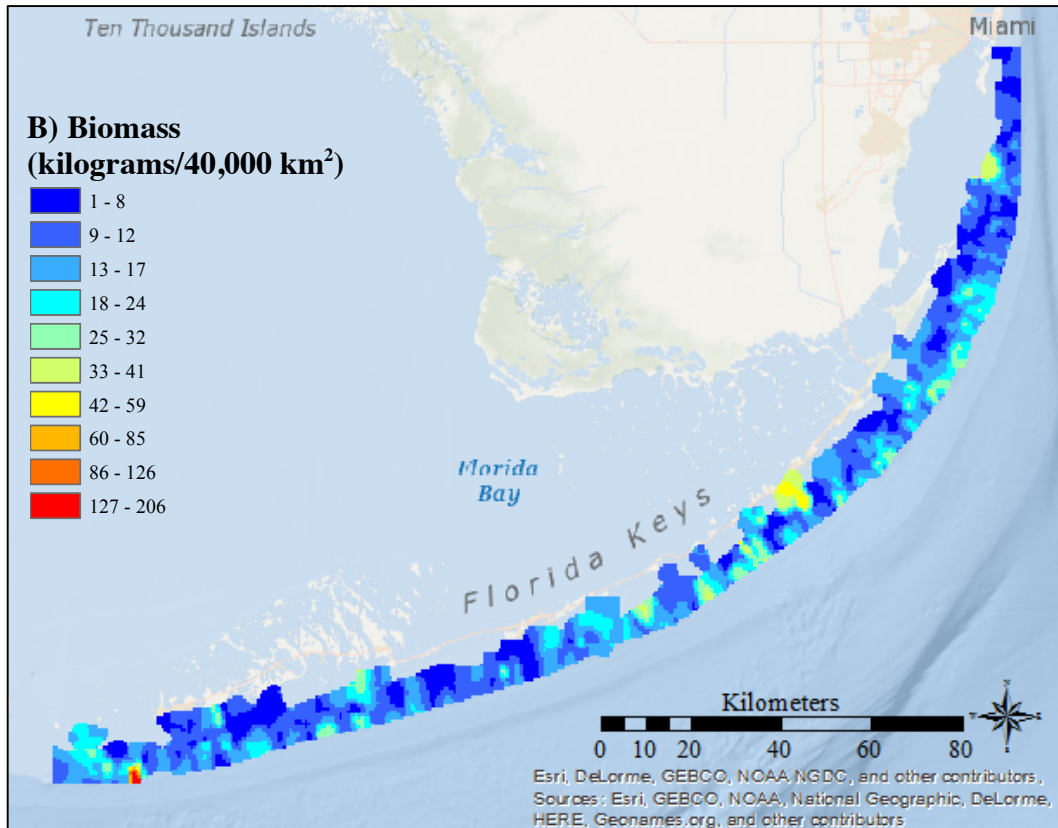 Ten Thousand Islands
Miami
B) Biomass
(kilograms/40,000 km²)
1 - 8
9 - 12
13 - 17
18 - 24
25 - 32
33 - 41
42 - 59
60 - 85
86 - 126
127 - 206
Florida
Bay
Florida Keys
Kilometers
0 10 20 40 60 80
N
W E
S
Esri, DeLorme, GEBCO, NOAA NGDC, and other contributors,
Sources: Esri, GEBCO, NOAA, National Geographic, DeLorme,
HERE, Geonames.org, and other contributors